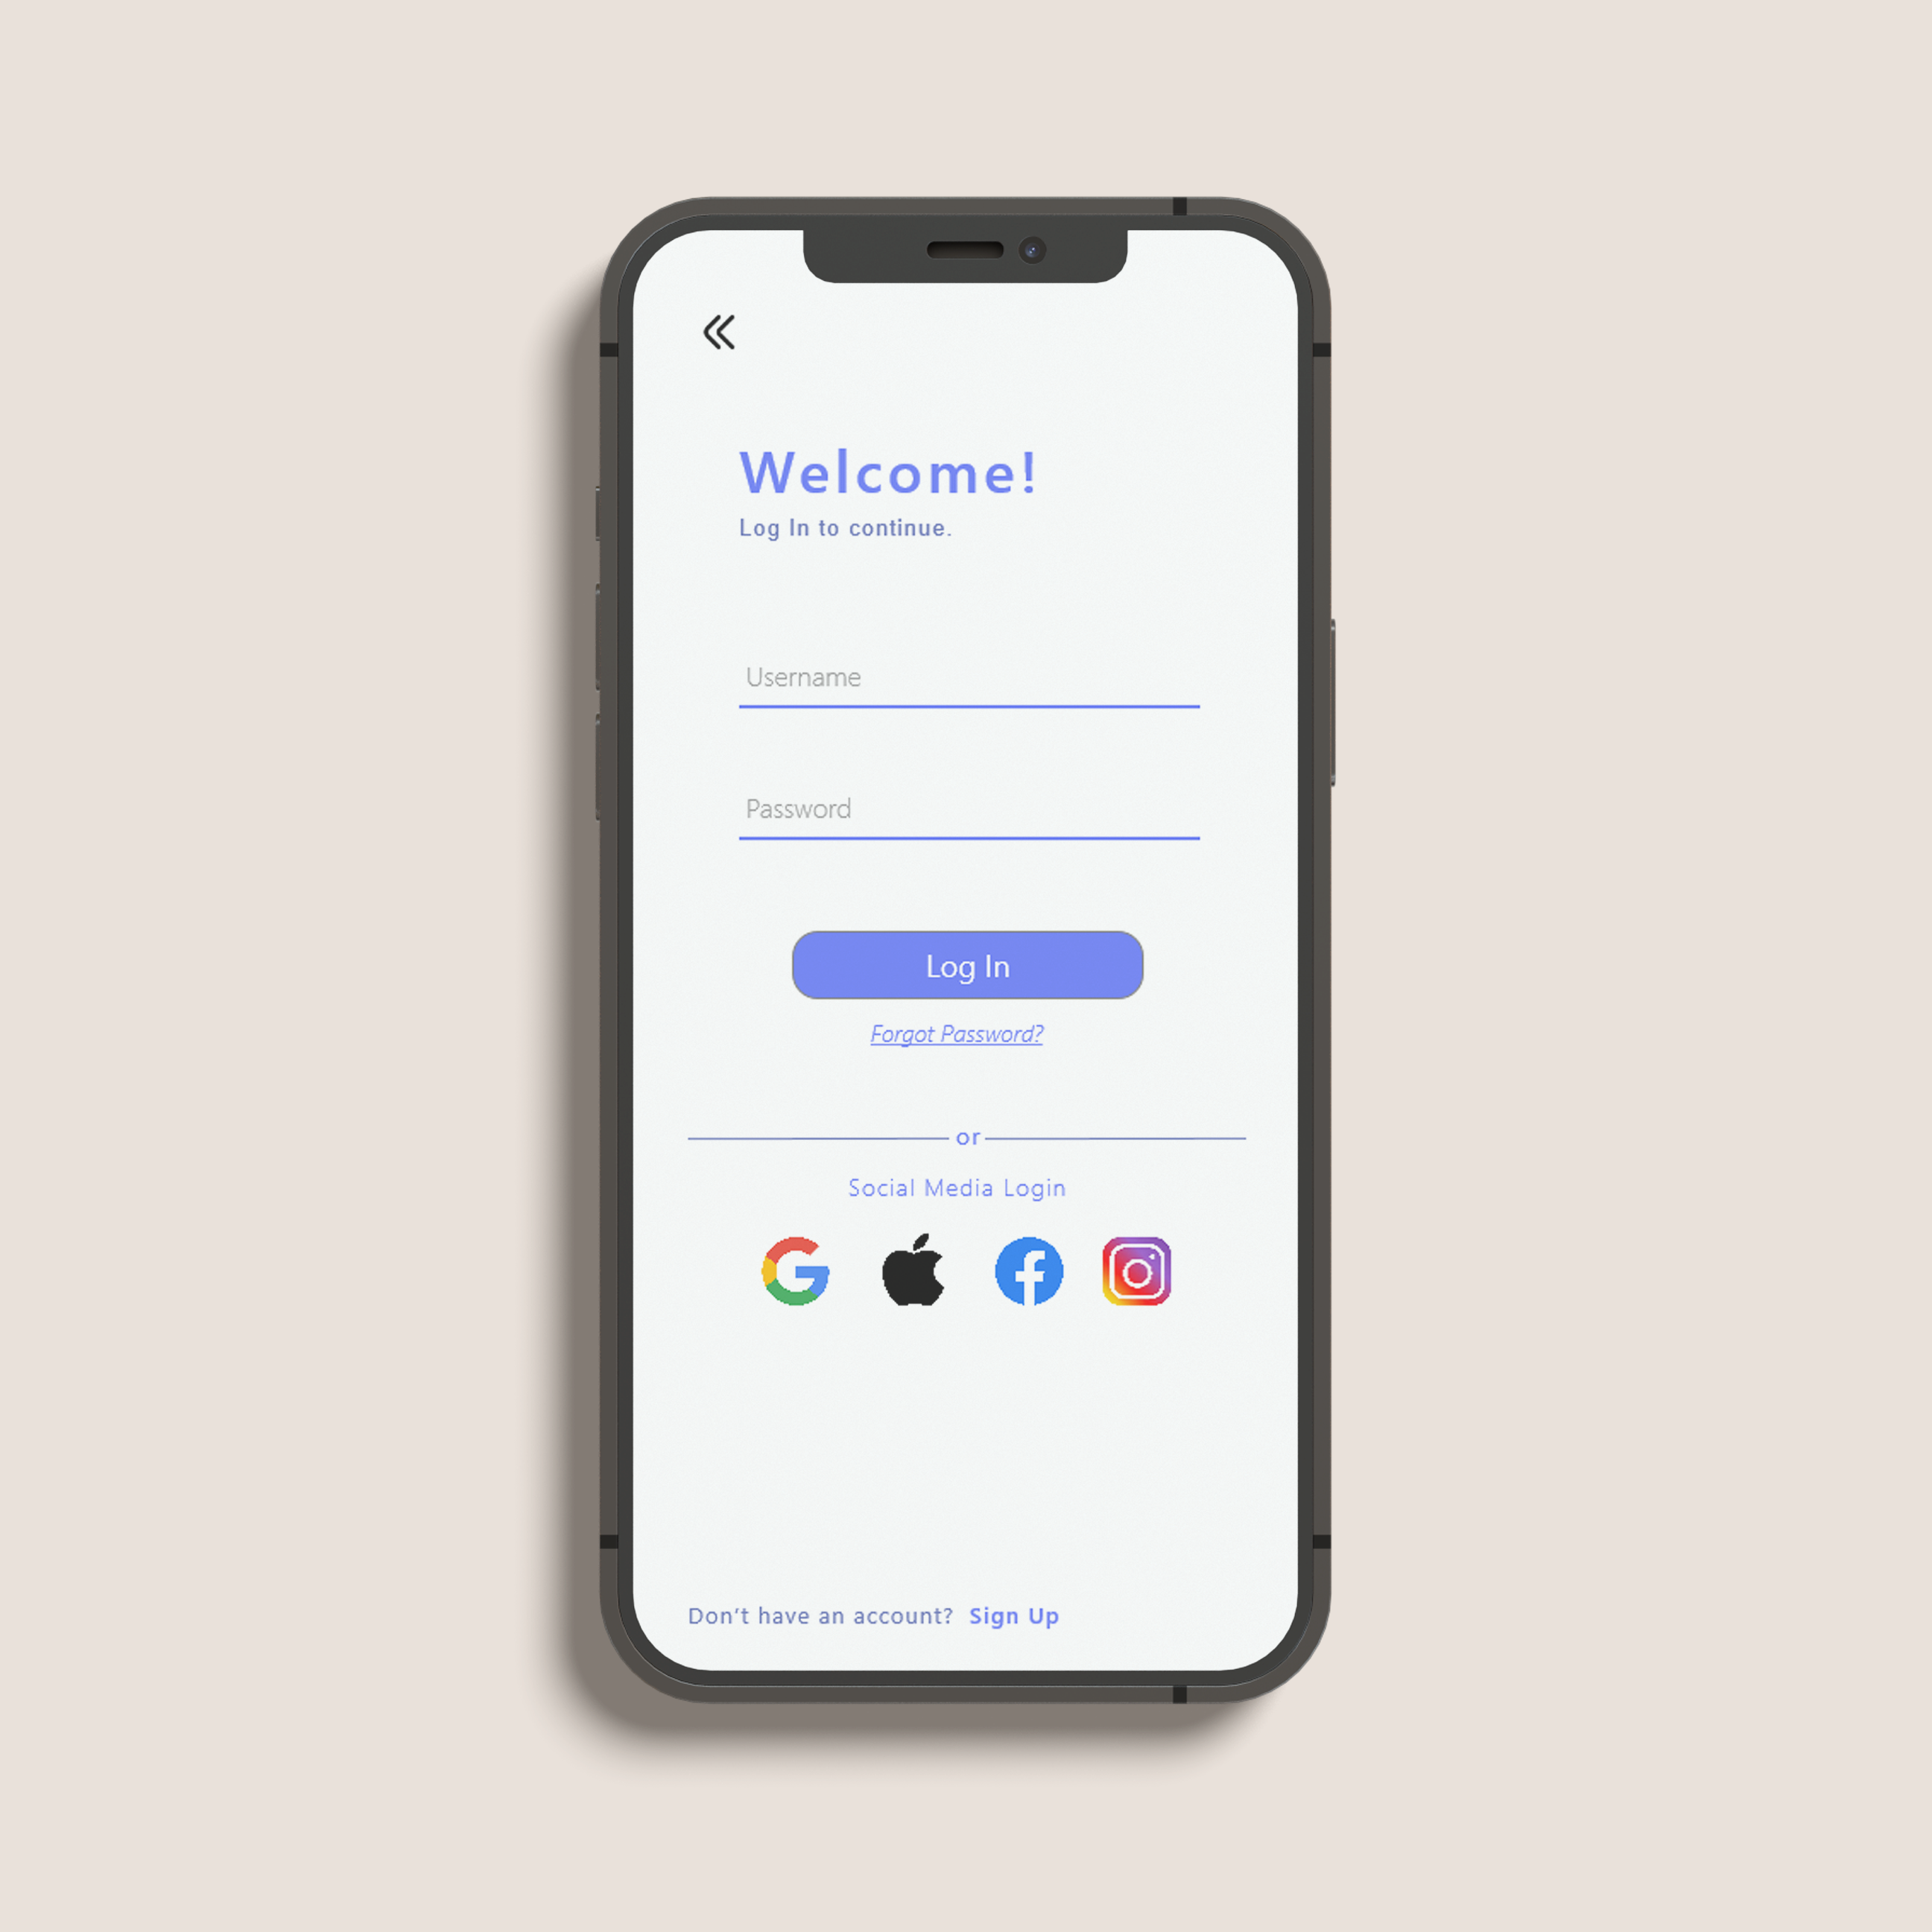 Welcome!
Log In to continue.
Username
Password
Log In
Forgot Password?
or
Social Media Login
Don’t have an account? Sign Up